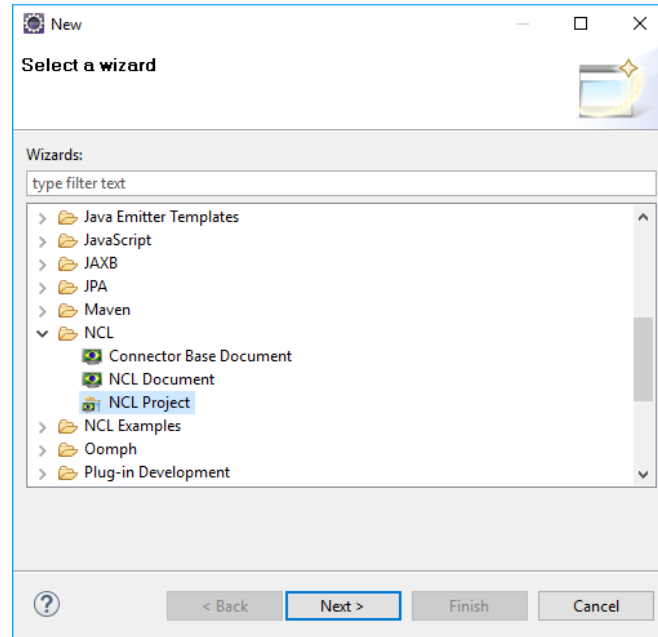 New
Select a wizard
Wizards:
type filter text
Java Emitter Templates
JavaScript
JAXB
JPA
Maven
NCL
Connector Base Document
NCL Document
NCL Project
NCL Examples
Oomph
Plug-in Development
? < Back Next > Finish Cancel